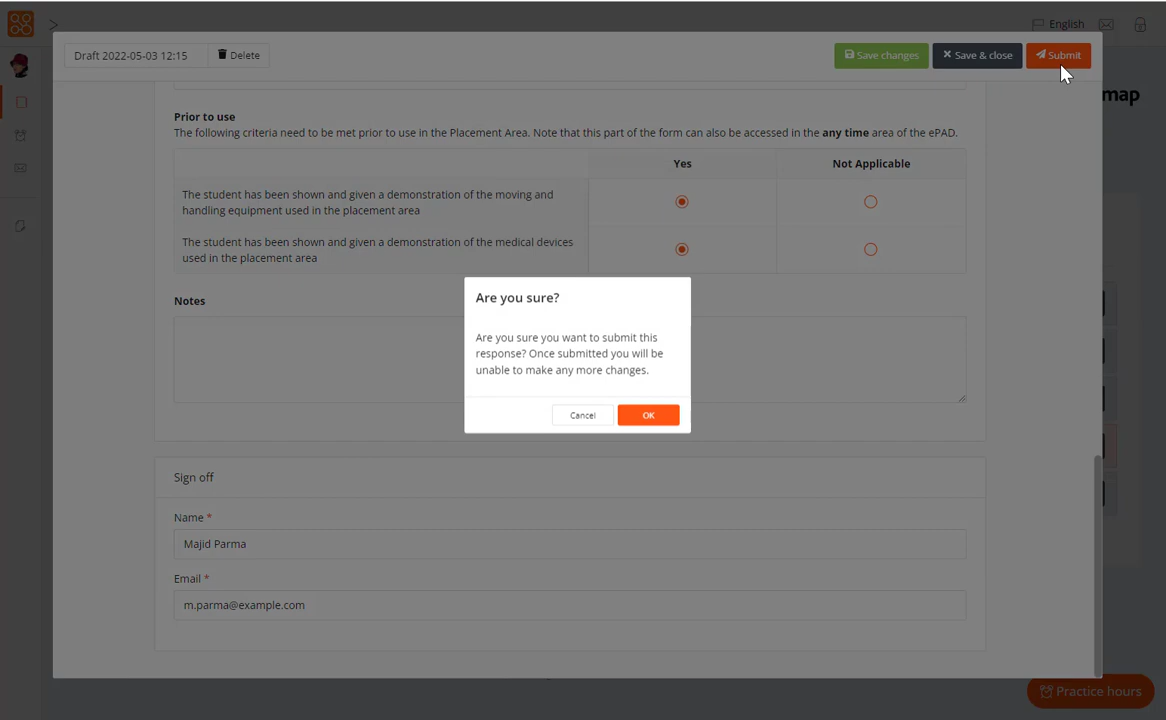 >
English
Draft 2022-05-03 12:15
Delete
Save changes
× Save & close
Submit
map
Prior to use
The following criteria need to be met prior to use in the Placement Area. Note that this part of the form can also be accessed in the any time area of the ePAD.
Yes
Not Applicable
The student has been shown and given a demonstration of the moving and
handling equipment used in the placement area
The student has been shown and given a demonstration of the medical devices
used in the placement area
Notes
Are you sure?
Are you sure you want to submit this
response? Once submitted you will be
unable to make any more changes.
Cancel
OK
Sign off
Name *
Majid Parma
Email *
m.parma@example.com
Practice hours